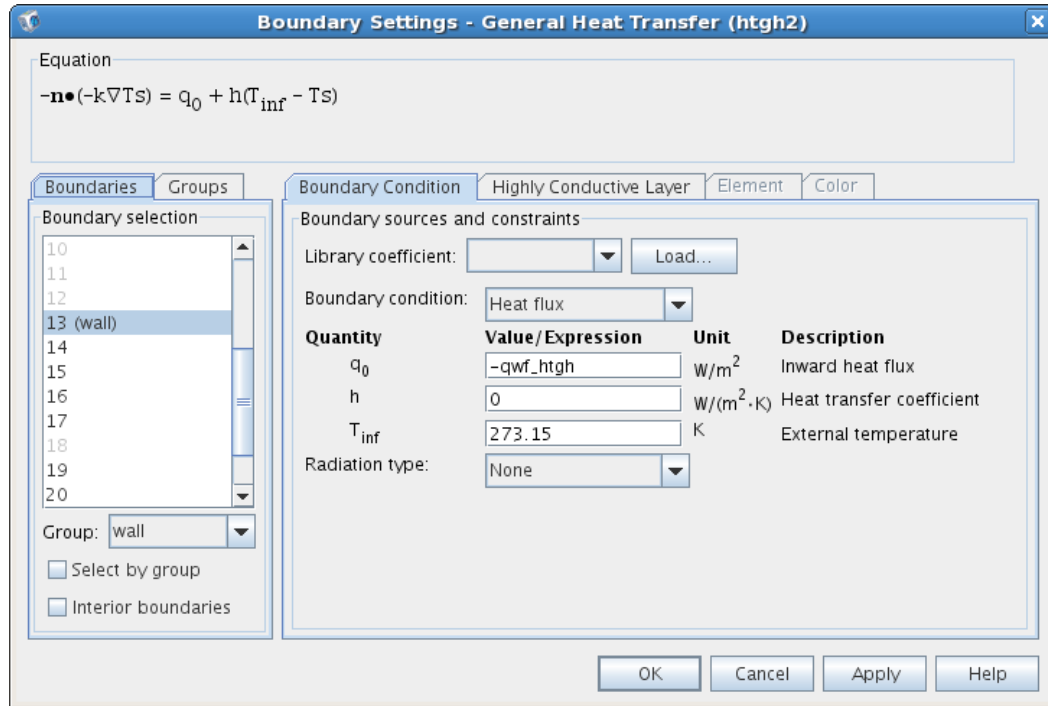 Boundary Settings - General Heat Transfer (htgh2)
Equation
-n•(-k∇Ts) = q0 + h(Tinf - Ts)
Boundaries Groups
Boundary selection
10
11
12
13 (wall)
14
15
16
17
18
19
20
Group: wall
Select by group
Interior boundaries
Boundary Condition Highly Conductive Layer Element Color
Boundary sources and constraints
Library coefficient: Load...
Boundary condition: Heat flux
Quantity Value/Expression Unit Description
q0 -qwf_htgh W/m2 Inward heat flux
h 0 W/(m2·K) Heat transfer coefficient
Tinf 273.15 K External temperature
Radiation type: None
OK Cancel Apply Help